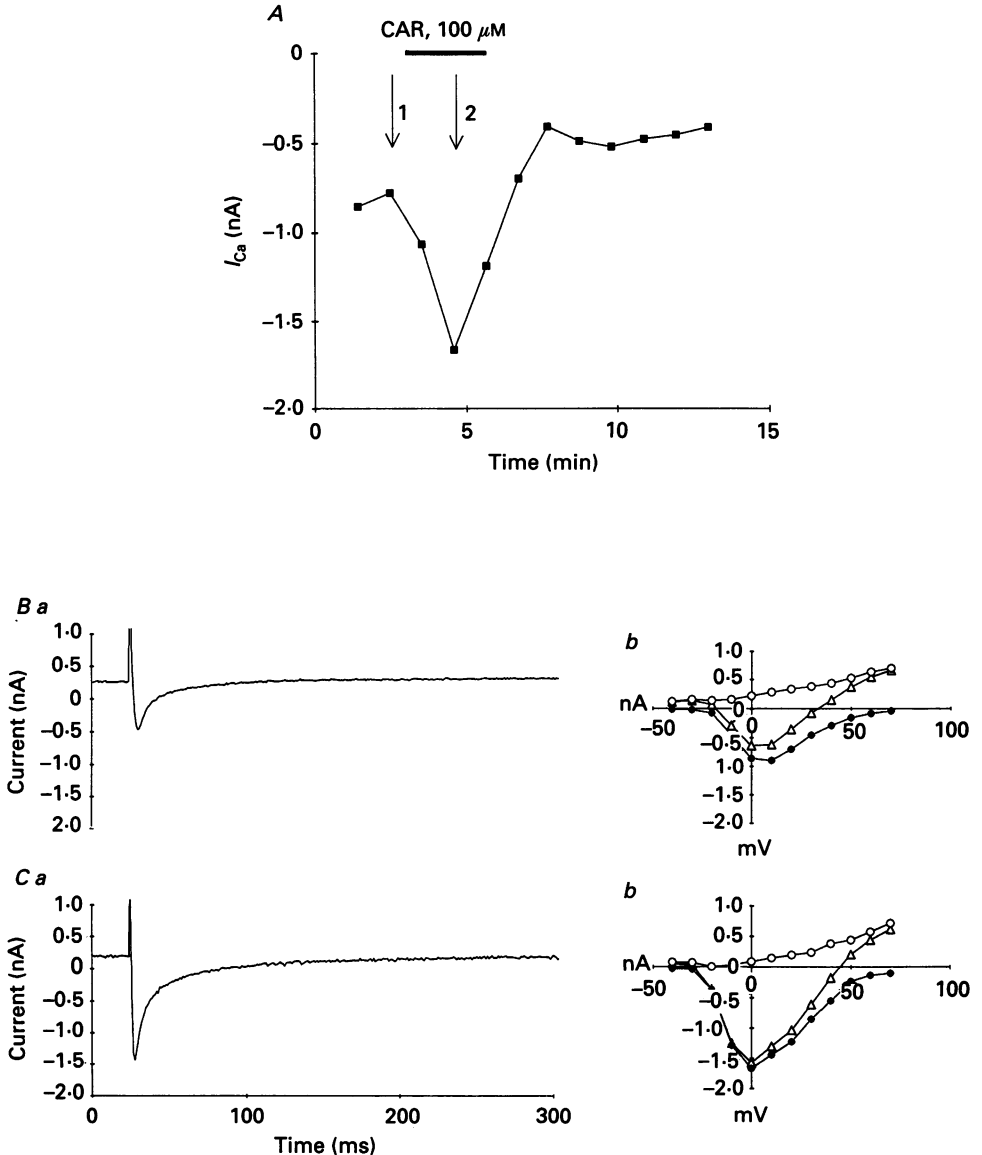 A
CAR, 100 μM
0
1
2
−0·5
−1·0
−1·5
−2·0
I_Ca (nA)
0 5 10 15
Time (min)
B a
1·0
0·5
0
−0·5
−1·0
−1·5
2·0
Current (nA)
b
1·0
0·5
nA 0
−50 0 50 100
−0·5
1·0
−1·5
−2·0
mV
C a
1·0
0·5
0
−0·5
−1·0
−1·5
−2·0
Current (nA)
0 100 200 300
Time (ms)
b
1·0
0·5
nA 0
−50 0 50 100
−0·5
−1·0
−1·5
−2·0
mV